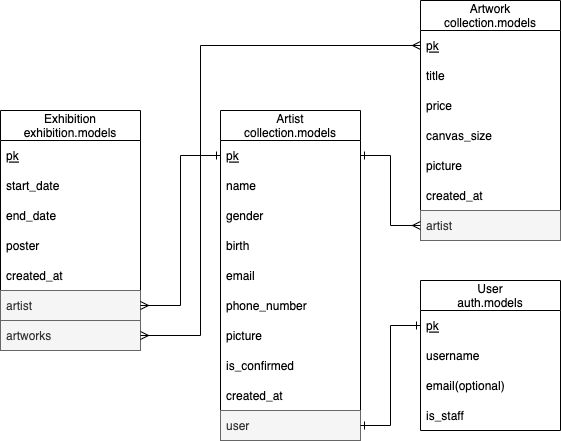 Exhibition
exhibition.models
pk
start_date
end_date
poster
created_at
artist
artworks
Artist
collection.models
pk
name
gender
birth
email
phone_number
picture
is_confirmed
created_at
user
Artwork
collection.models
pk
title
price
canvas_size
picture
created_at
artist
User
auth.models
pk
username
email(optional)
is_staff